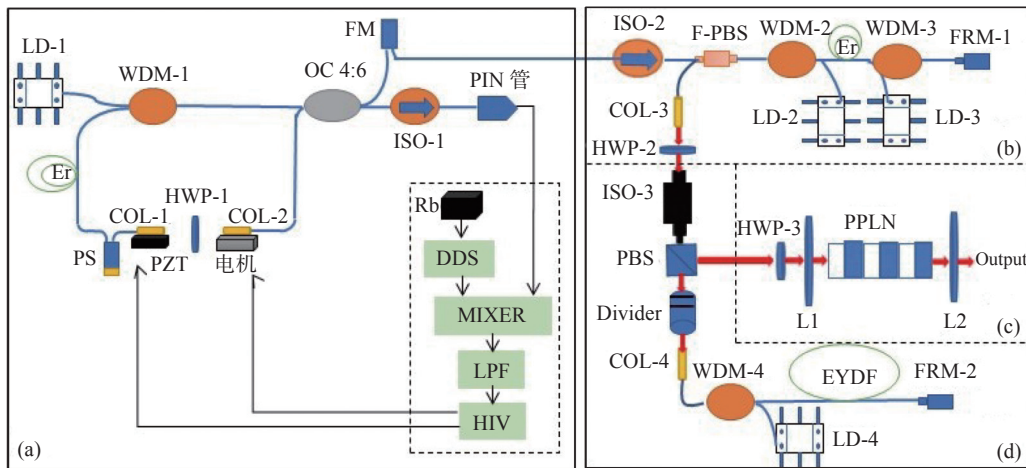 LD-1
WDM-1
FM
OC 4:6
PIN 管
ISO-1
Er
HWP-1
COL-1
COL-2
PS
PZT
电机
Rb
DDS
MIXER
LPF
HIV
(a)
ISO-2
F-PBS
WDM-2
Er
WDM-3
FRM-1
COL-3
LD-2
LD-3
HWP-2
(b)
ISO-3
HWP-3
PPLN
PBS
Output
Divider
L1
L2
(c)
COL-4
WDM-4
EYDF
FRM-2
LD-4
(d)